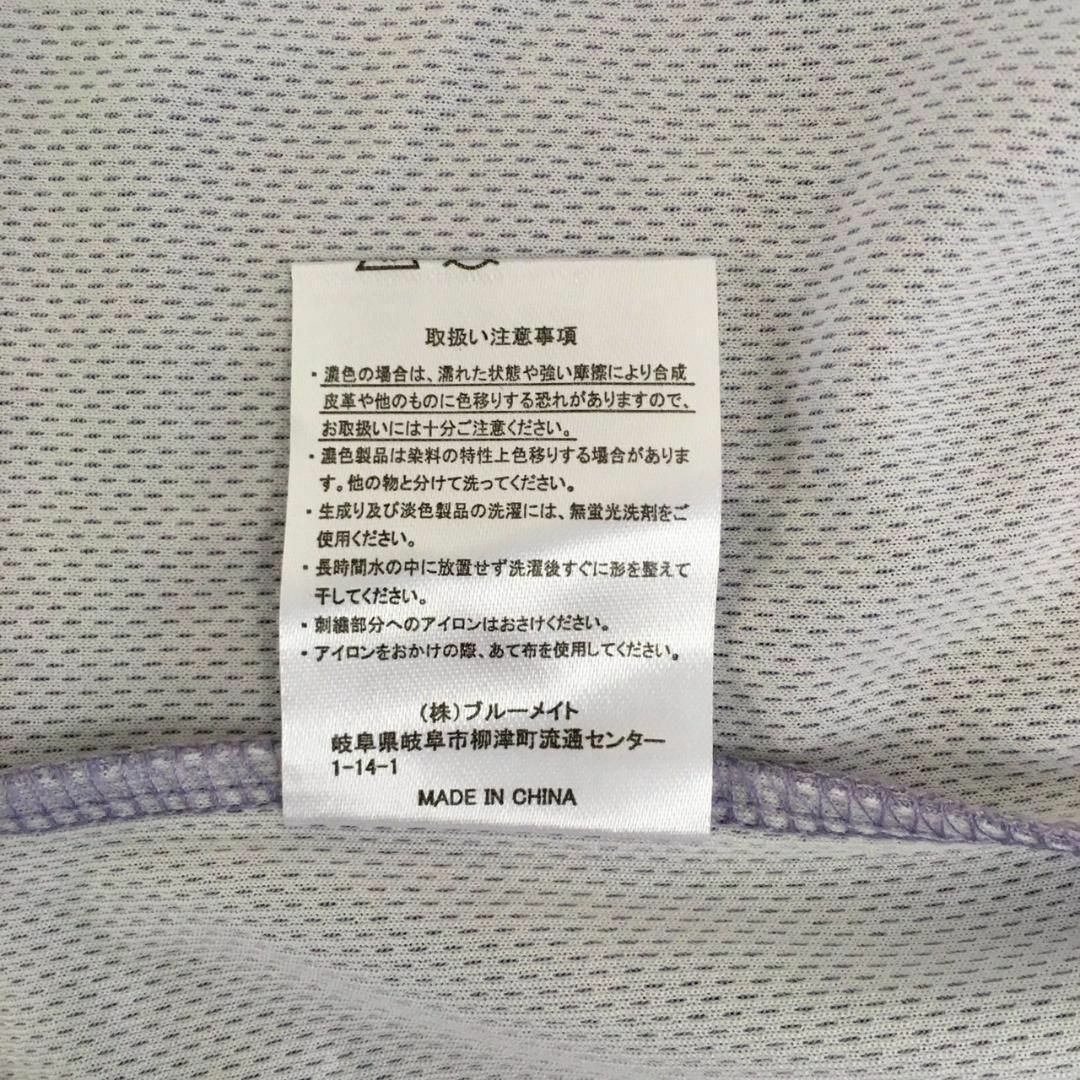 取扱い注意事項
・濃色の場合は、濡れた状態や強い摩擦により合成
皮革や他のものに色移りする恐れがありますので、
お取扱いには十分ご注意ください。
・濃色製品は染料の特性上色移りする場合がありま
す。他の物と分けて洗ってください。
・生成り及び淡色製品の洗濯には、無蛍光洗剤をご
使用ください。
・長時間水の中に放置せず洗濯後すぐに形を整えて
干してください。
・刺繍部分へのアイロンはおさけください。
・アイロンをおかけの際、あて布を使用してください。
(株)ブルーメイト
岐阜県岐阜市柳津町流通センター
1-14-1
MADE IN CHINA